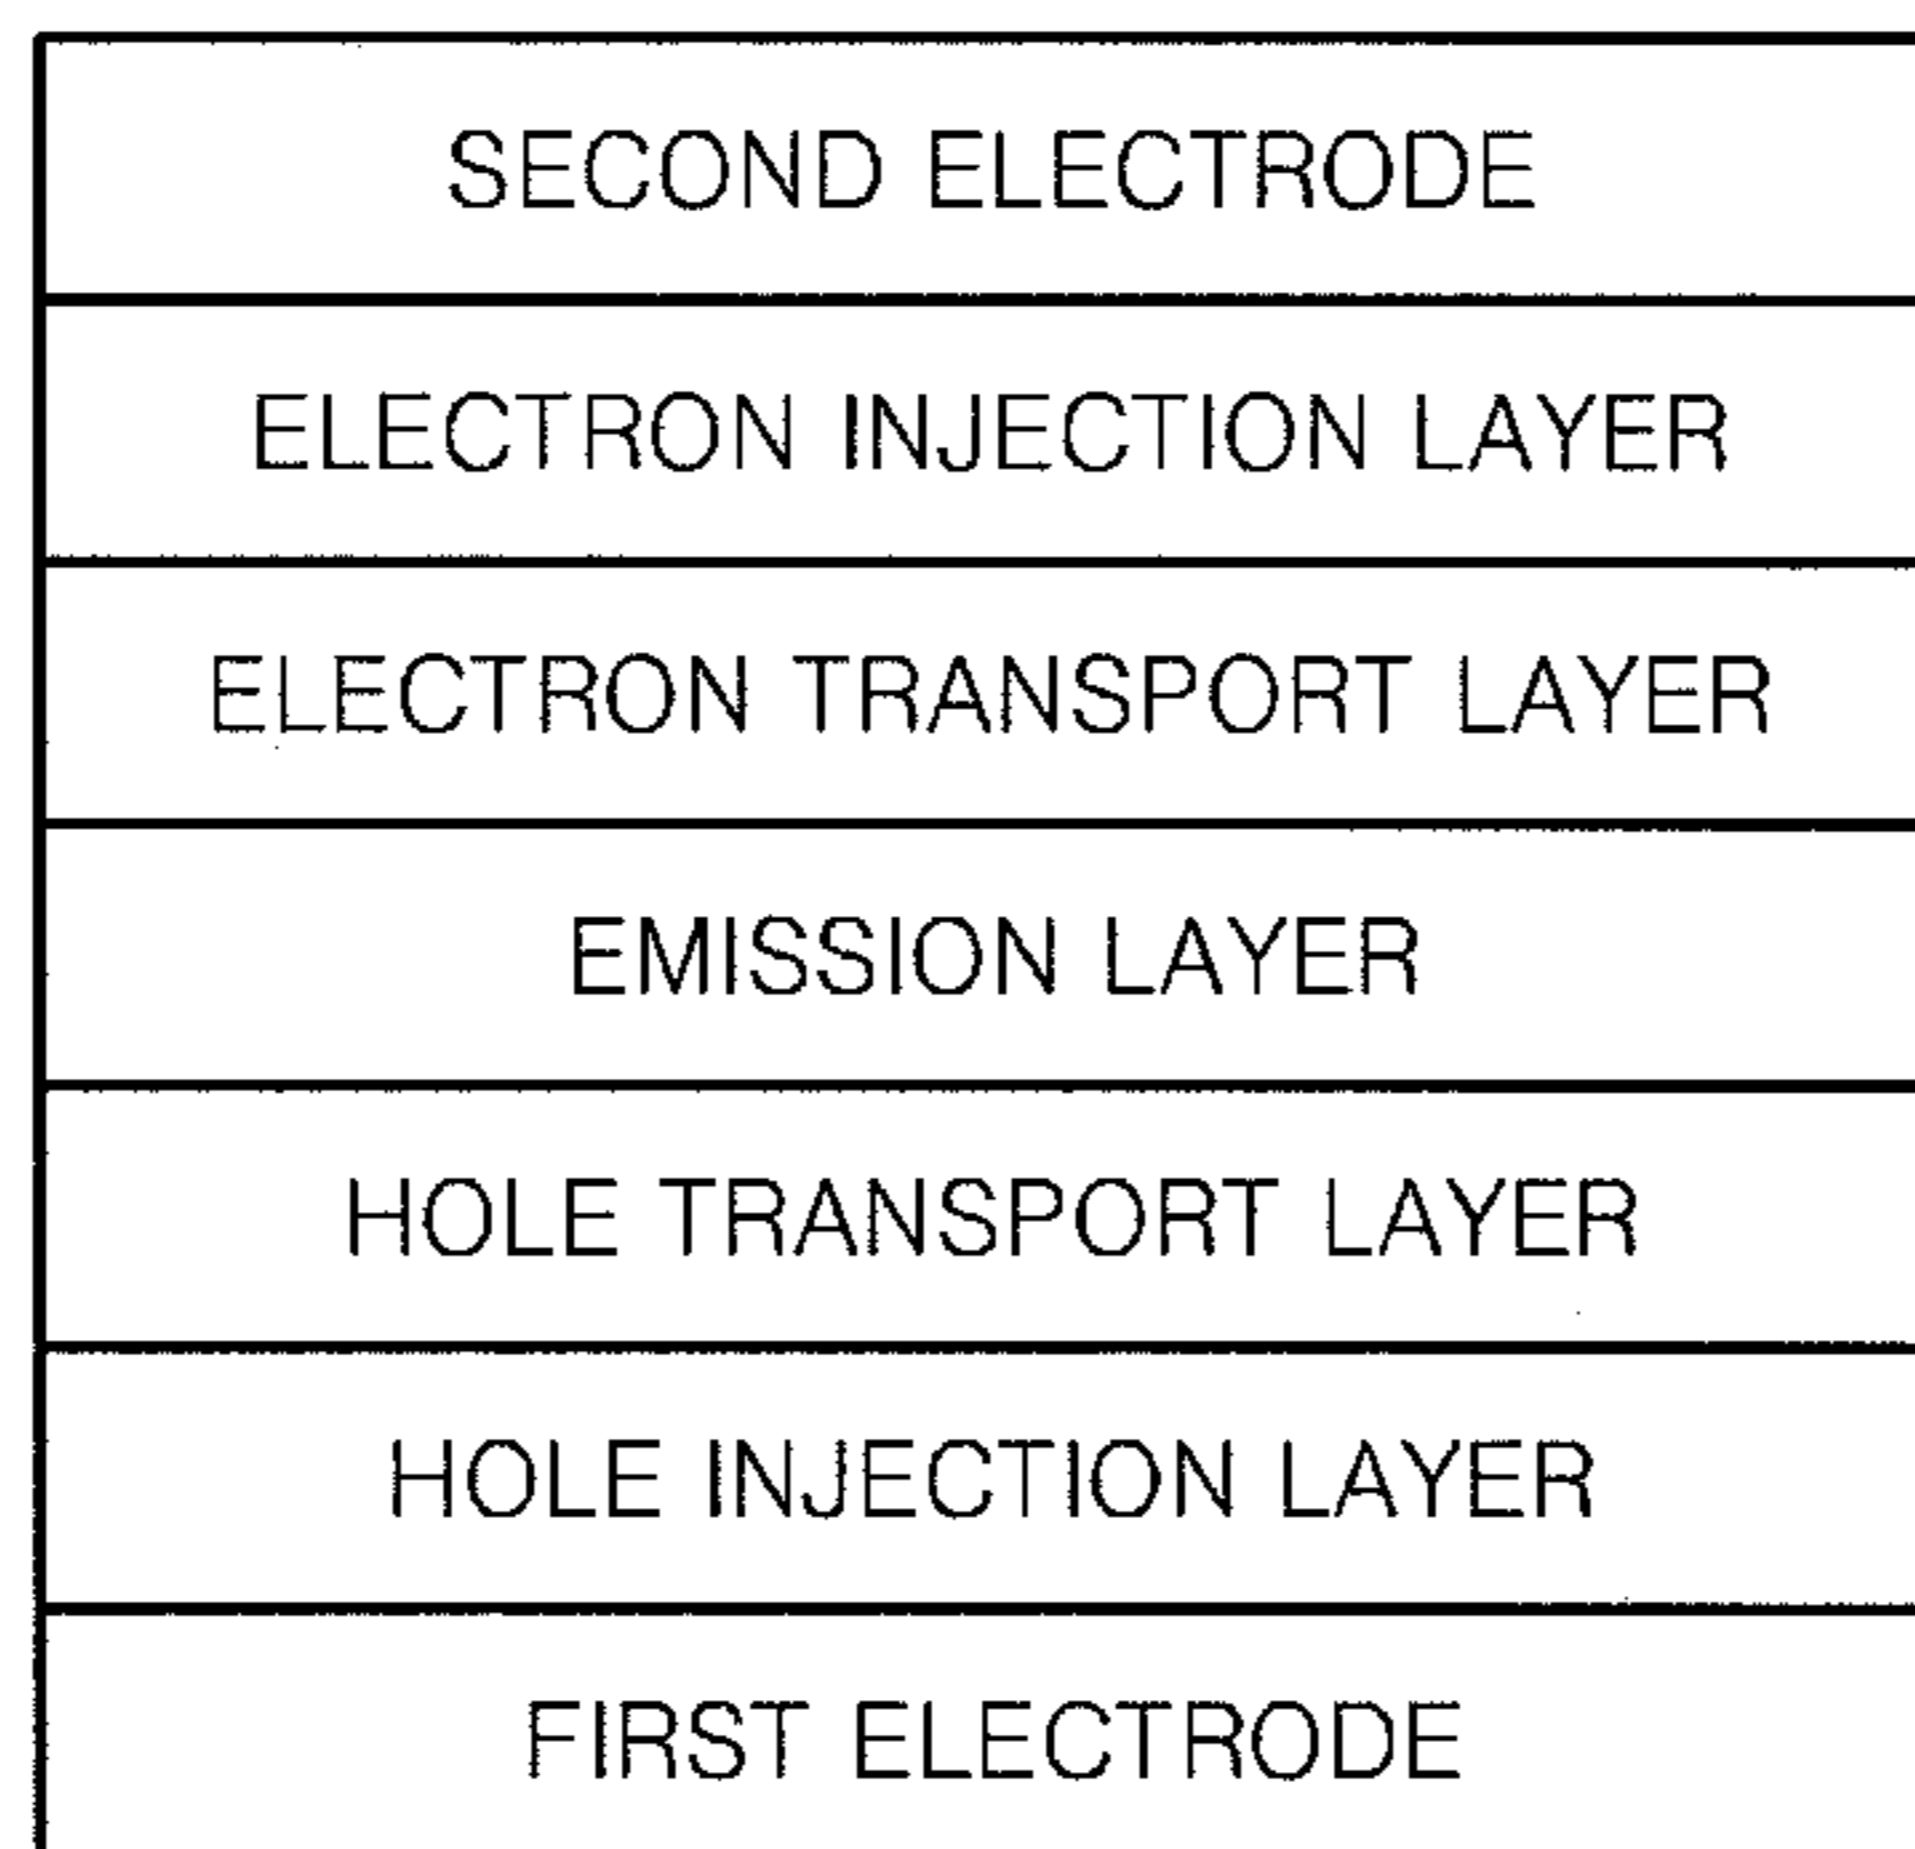 SECOND ELECTRODE
ELECTRON INJECTION LAYER
ELECTRON TRANSPORT LAYER
EMISSION LAYER
HOLE TRANSPORT LAYER
HOLE INJECTION LAYER
FIRST ELECTRODE